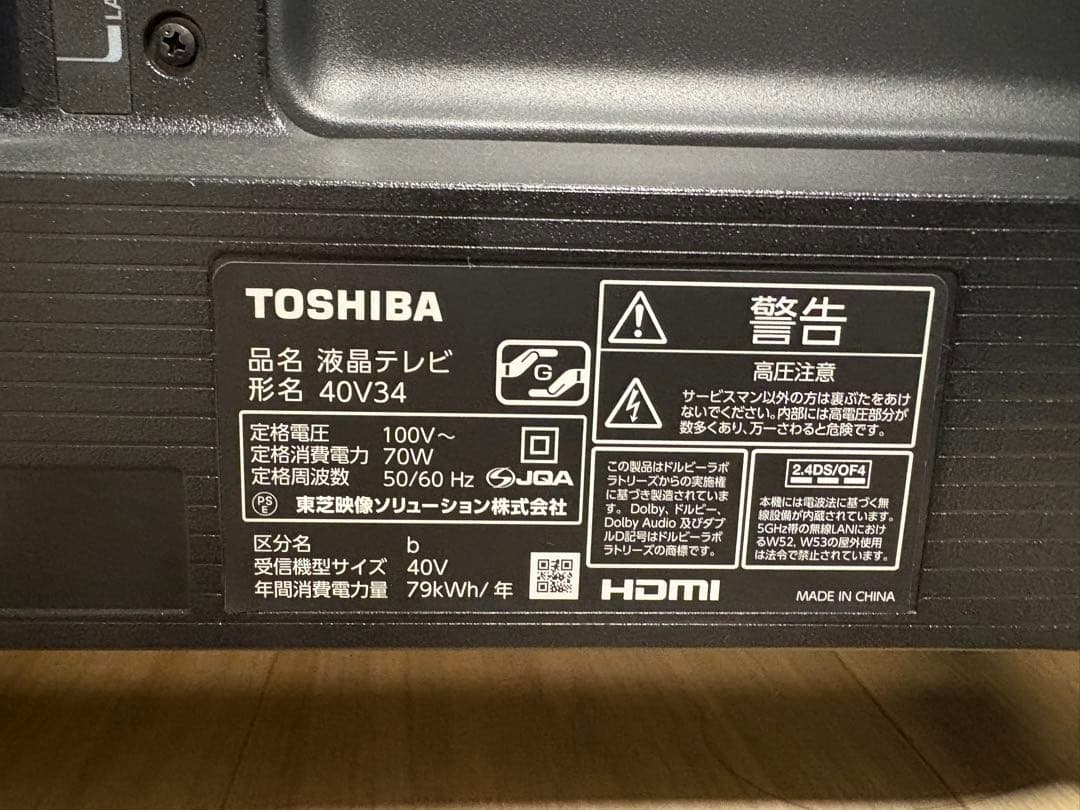 LA
TOSHIBA
品名 液晶テレビ
形名 40V34
G
定格電圧 100V～
定格消費電力 70W
定格周波数 50/60 Hz
JQA
PS
E
東芝映像ソリューション株式会社
区分名 b
受信機型サイズ 40V
年間消費電力量 79kWh/年
警告
高圧注意
サービスマン以外の方は裏ぶたをあけ
ないでください。内部には高電圧部分が
数多くあり、万一さわると危険です。
この製品はドルビーラボ
ラトリーズからの実施権
に基づき製造されていま
す。Dolby、ドルビー、
Dolby Audio 及びダブ
ルD記号はドルビーラボ
ラトリーズの商標です。
2.4DS/OF4
本機には電波法に基づく無
線設備が内蔵されています。
5GHz帯の無線LANにおけ
るW52、W53の屋外使用
は法令で禁止されています。
HDMI
MADE IN CHINA